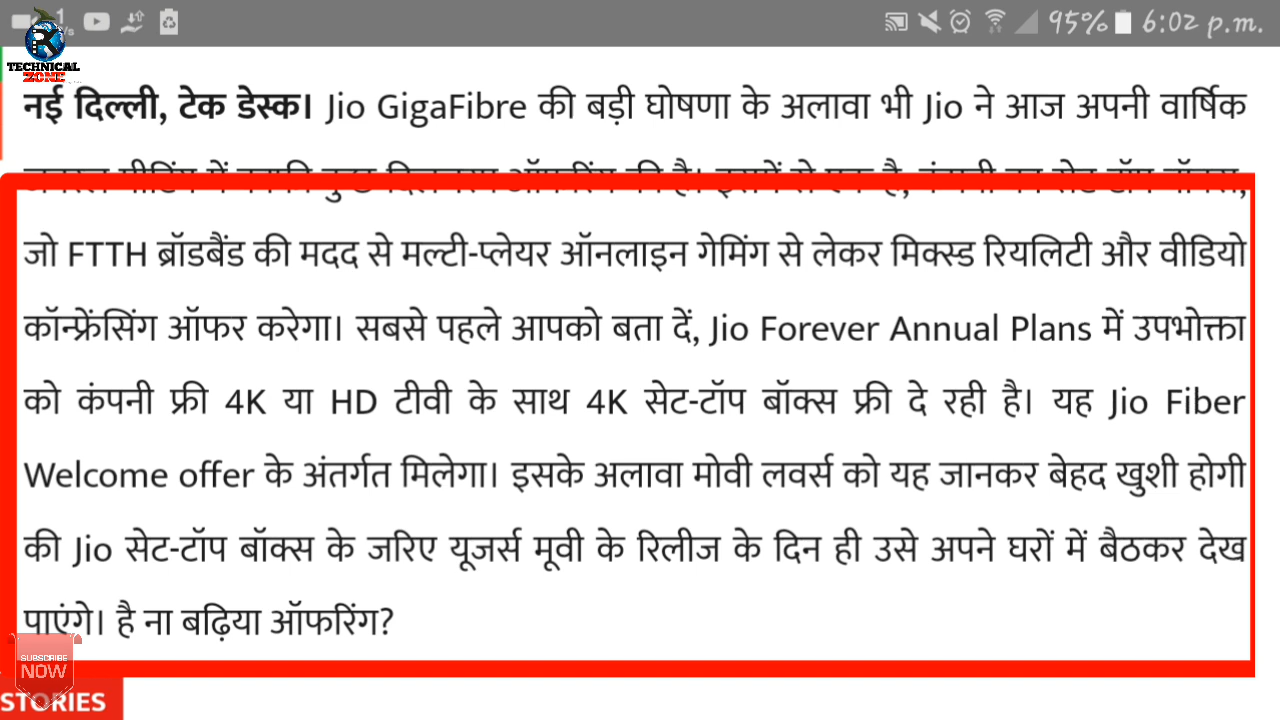 1
95% 6:02 p.m.
TECHNICAL
ZONE
नई दिल्ली, टेक डेस्क। Jio GigaFibre की बड़ी घोषणा के अलावा भी Jio ने आज अपनी वार्षिक
जो FTTH ब्रॉडबैंड की मदद से मल्टी-प्लेयर ऑनलाइन गेमिंग से लेकर मिक्स्ड रियलिटी और वीडियो
कॉन्फ्रेंसिंग ऑफर करेगा। सबसे पहले आपको बता दें, Jio Forever Annual Plans में उपभोक्ता
को कंपनी फ्री 4K या HD टीवी के साथ 4K सेट-टॉप बॉक्स फ्री दे रही है। यह Jio Fiber
Welcome offer के अंतर्गत मिलेगा। इसके अलावा मोवी लवर्स को यह जानकर बेहद खुशी होगी
की Jio सेट-टॉप बॉक्स के जरिए यूजर्स मूवी के रिलीज के दिन ही उसे अपने घरों में बैठकर देख
पाएंगे। है ना बढ़िया ऑफरिंग?
SUBSCRIBE
NOW
STORIES